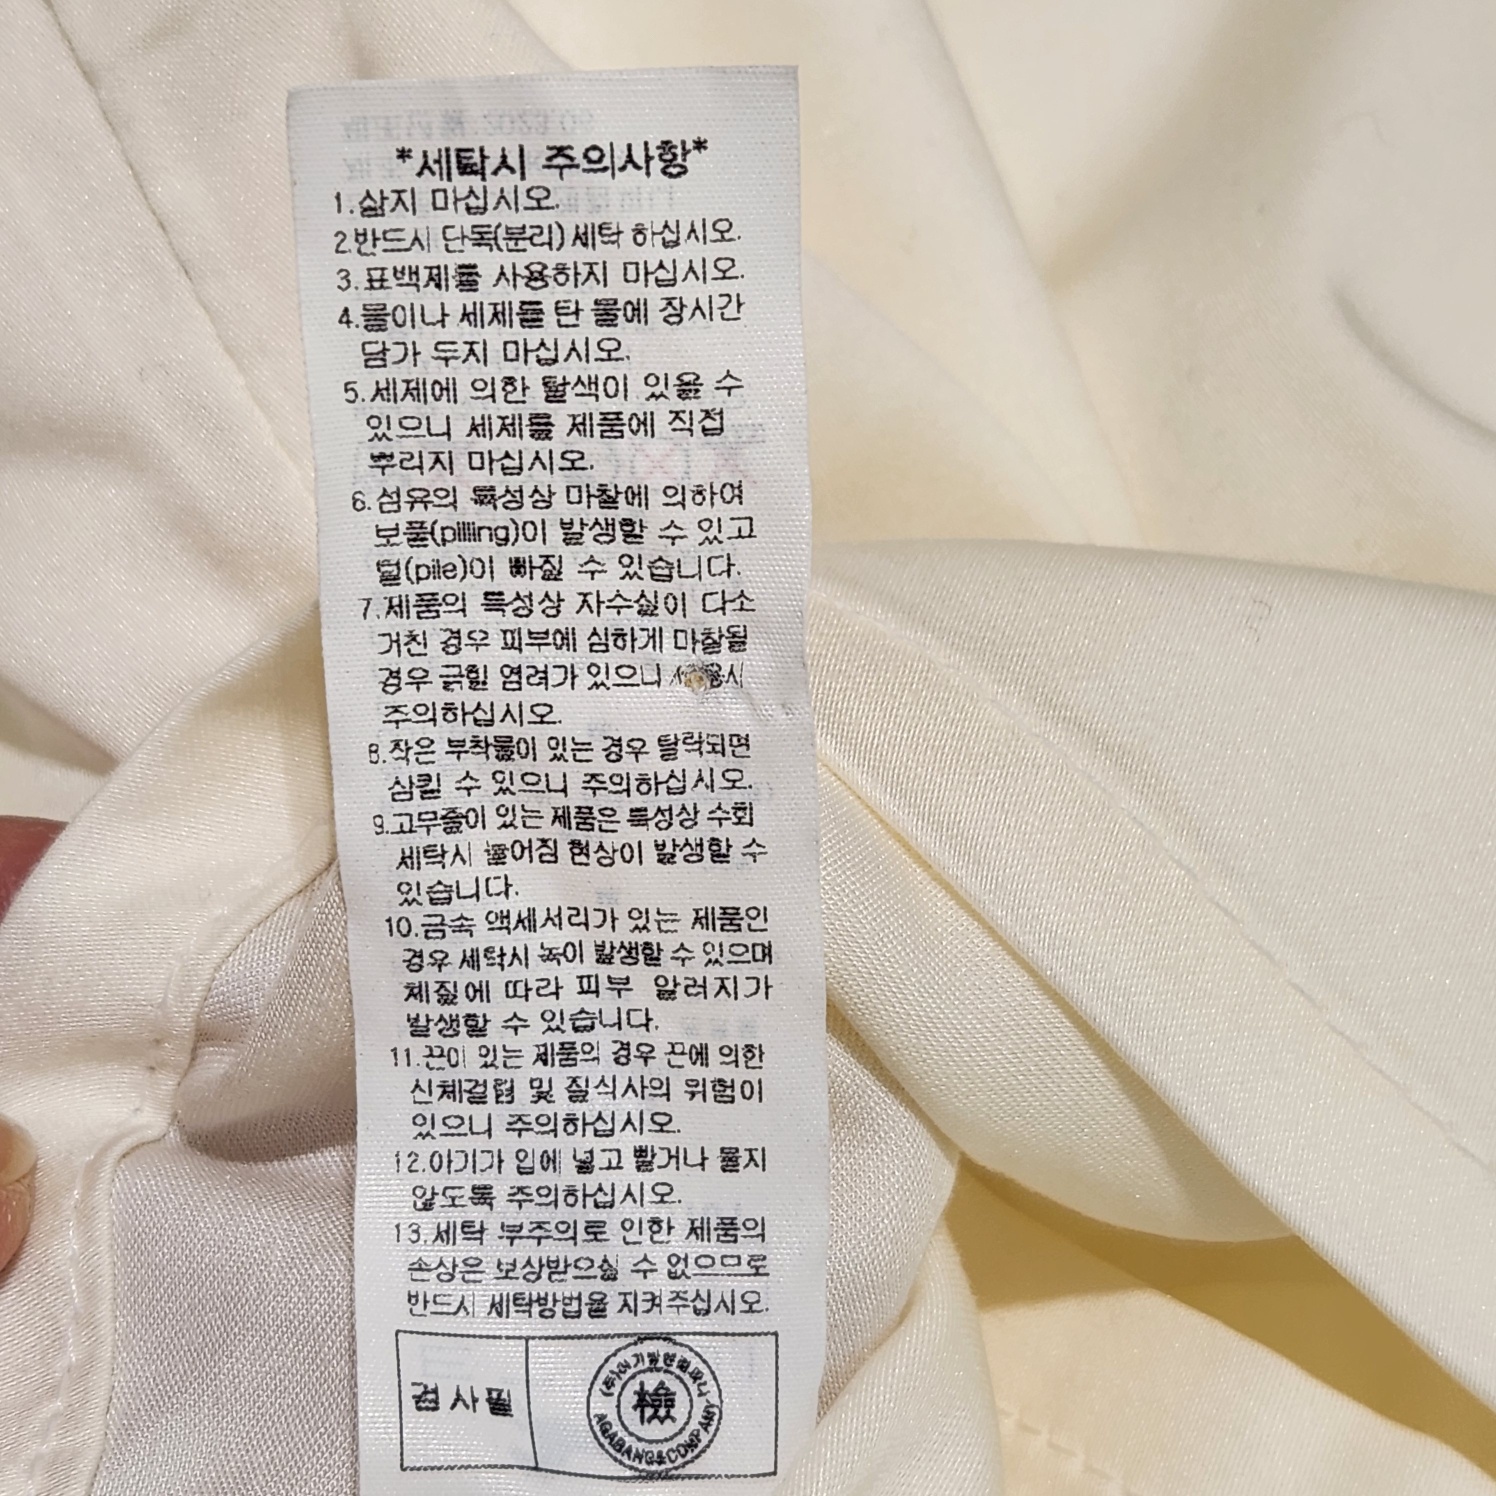 *세탁시 주의사항*
1.삶지 마십시오.
2.반드시 단독(분리) 세탁 하십시오.
3.표백제를 사용하지 마십시오.
4.물이나 세제를 탄 물에 장시간
담가 두지 마십시오.
5.세제에 의한 탈색이 있을 수
있으니 세제를 제품에 직접
뿌리지 마십시오.
6.섬유의 특성상 마찰에 의하여
보풀(pilling)이 발생할 수 있고
털(pile)이 빠질 수 있습니다.
7.제품의 특성상 자수실이 다소
거친 경우 피부에 심하게 마찰될
경우 긁힐 염려가 있으니
주의하십시오.
8.작은 부착물이 있는 경우 탈락되면
삼킬 수 있으니 주의하십시오.
9.고무줄이 있는 제품은 특성상 수회
세탁시 늘어짐 현상이 발생할 수
있습니다.
10.금속 액세서리가 있는 제품인
경우 세탁시 녹이 발생할 수 있으며
체질에 따라 피부 알러지가
발생할 수 있습니다.
11.끈이 있는 제품의 경우 끈에 의한
신체걸림 및 질식사의 위험이
있으니 주의하십시오.
12.아기가 입에 넣고 빨거나 물지
않도록 주의하십시오.
13.세탁 부주의로 인한 제품의
손상은 보상받으실 수 없으므로
반드시 세탁방법을 지켜주십시오.
검사필
(주)아가방앤컴퍼니
檢
AGABANG&COMPANY